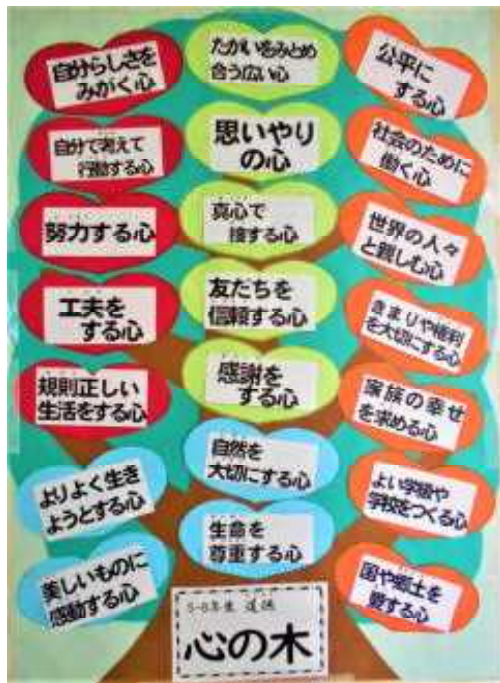 自分らしさを
みがく心
たがいをみとめ
合う広い心
公平に
する心
自分で考えて
行動する心
思いやり
の心
社会のために
働く心
努力する心
真心で
接する心
世界の人々
と親しむ心
工夫を
する心
友だちを
信頼する心
きまりや権利
を大切にする心
規則正しい
生活をする心
感謝を
する心
家族の幸せ
を求める心
よりよく生き
ようとする心
自然を
大切にする心
よい学級や
学校をつくる心
美しいものに
感動する心
生命を
尊重する心
国や郷土を
愛する心
5-6年生 道徳
心の木